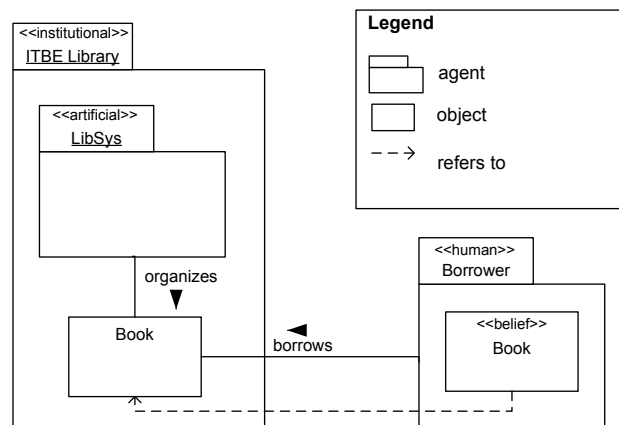 <<institutional>>
ITBE Library
<<artificial>>
LibSys
organizes
Book
borrows
Legend
agent
object
refers to
<<human>>
Borrower
<<belief>>
Book